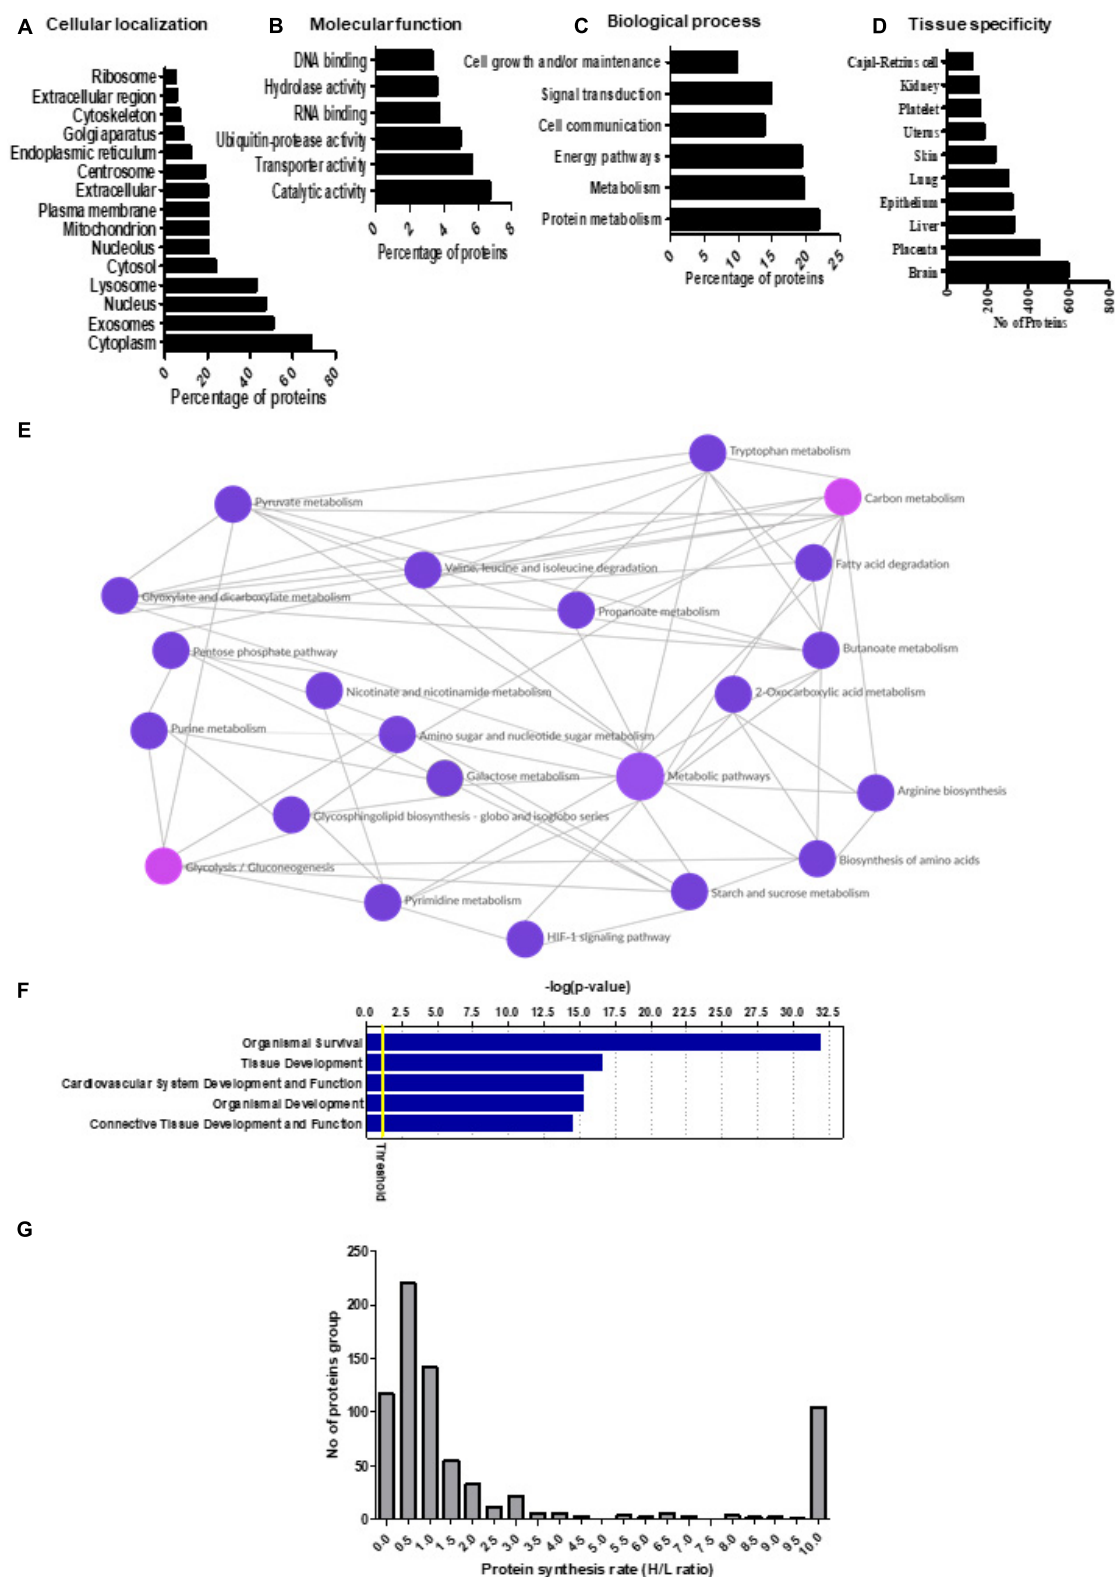 A Cellular localization
Ribosome
Extracellular region
Cytoskeleton
Golgi aparatus
Endoplasmic reticulum
Centrosome
Extracellular
Plasma membrane
Mitochondrion
Nucleolus
Cytosol
Lysosome
Nucleus
Exosomes
Cytoplasm
0 20 40 60 80
Percentage of proteins
B Molecular function
DNA binding
Hydrolase activity
RNA binding
Ubiquitin-protease activity
Transporter activity
Catalytic activity
0 2 4 6 8
Percentage of proteins
C Biological process
Cell growth and/or maintenance
Signal transduction
Cell communication
Energy pathways
Metabolism
Protein metabolism
0 5 10 15 20 25
Percentage of proteins
D Tissue specificity
Cajal-Retzius cell
Kidney
Platelet
Uterus
Skin
Lung
Epithelium
Liver
Placenta
Brain
0 200 400 600 800
No of Proteins
E
Tryptophan metabolism
Carbon metabolism
Pyruvate metabolism
Fatty acid degradation
Valine, leucine and isoleucine degradation
Glyoxylate and dicarboxylate metabolism
Propanoate metabolism
Butanoate metabolism
Pentose phosphate pathway
Nicotinate and nicotinamide metabolism
2-Oxocarboxylic acid metabolism
Purine metabolism
Amino sugar and nucleotide sugar metabolism
Galactose metabolism
Metabolic pathways
Arginine biosynthesis
Glycosphingolipid biosynthesis - globo and isoglobo series
Biosynthesis of amino acids
Glycolysis / Gluconeogenesis
Starch and sucrose metabolism
Pyrimidine metabolism
HIF-1 signaling pathway
F
-log(p-value)
0.0 2.5 5.0 7.5 10.0 12.5 15.0 17.5 20.0 22.5 25.0 27.5 30.0 32.5
Organismal Survival
Tissue Development
Cardiovascular System Development and Function
Organismal Development
Connective Tissue Development and Function
Threshold
G
No of proteins group
250
200
150
100
50
0
0.0 0.5 1.0 1.5 2.0 2.5 3.0 3.5 4.0 4.5 5.0 5.5 6.0 6.5 7.0 7.5 8.0 8.5 9.0 9.5 10.0
Protein synthesis rate (H/L ratio)